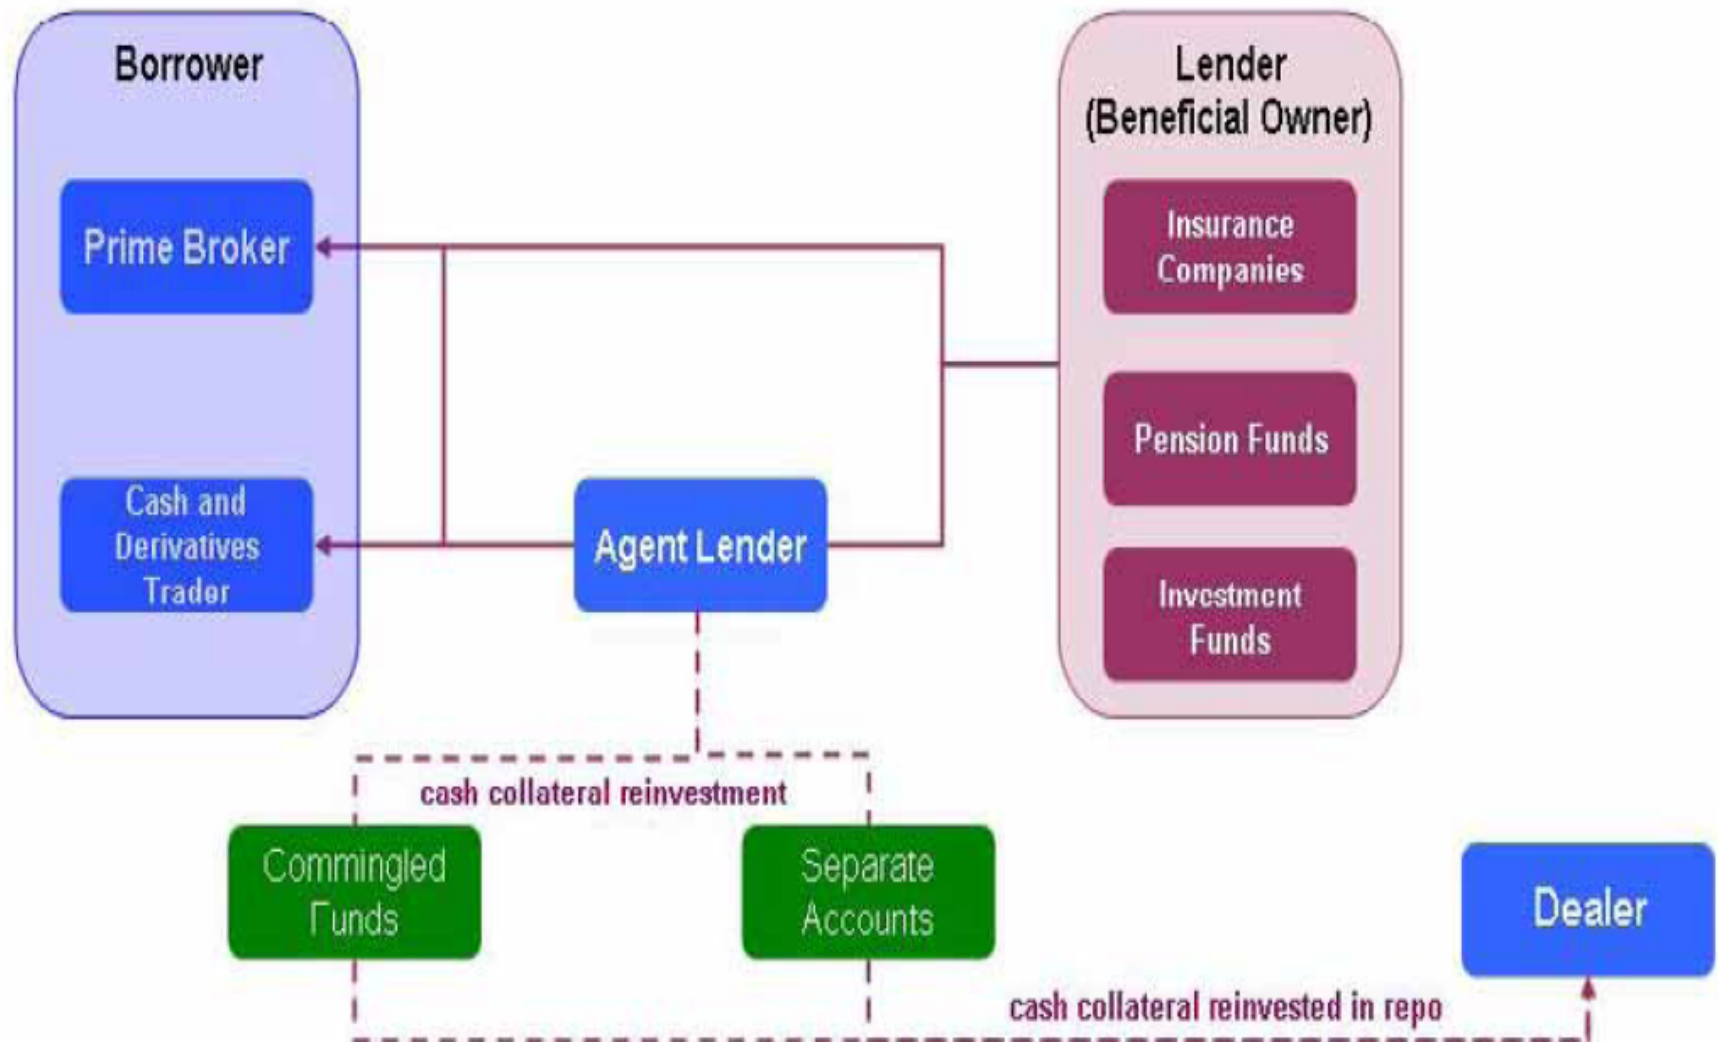 Borrower
Prime Broker
Cash and
Derivatives
Trader
Agent Lender
Lender
(Beneficial Owner)
Insurance
Companies
Pension Funds
Investment
Funds
cash collateral reinvestment
Commingled
Funds
Separate
Accounts
Dealer
cash collateral reinvested in repo